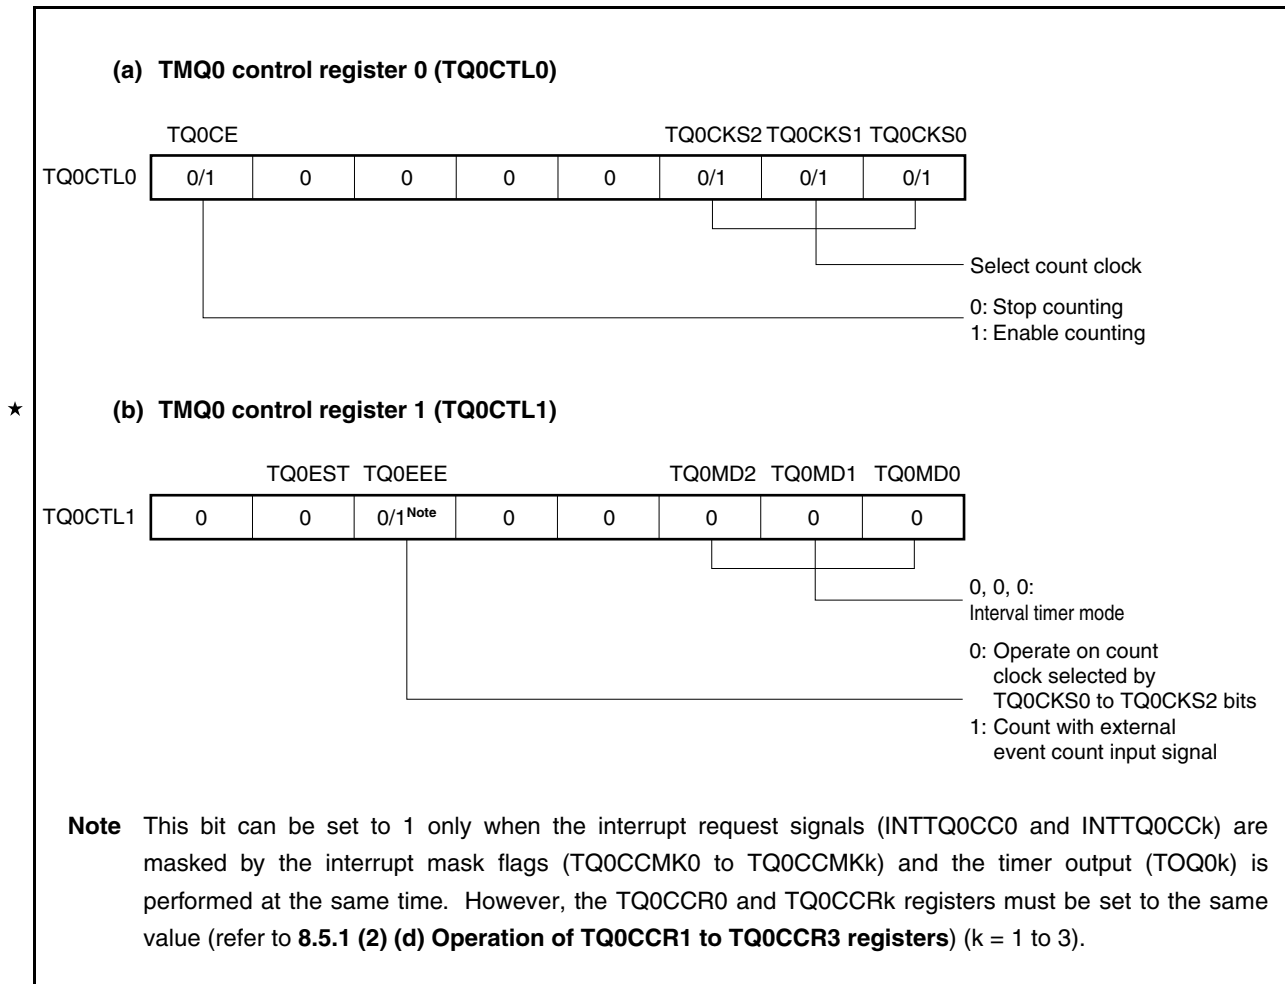 (a) TMQ0 control register 0 (TQ0CTL0)
TQ0CE TQ0CKS2 TQ0CKS1 TQ0CKS0
TQ0CTL0 0/1 0 0 0 0 0/1 0/1 0/1
Select count clock
0: Stop counting
1: Enable counting
★ (b) TMQ0 control register 1 (TQ0CTL1)
TQ0EST TQ0EEE TQ0MD2 TQ0MD1 TQ0MD0
TQ0CTL1 0 0 0/1Note 0 0 0 0 0
0, 0, 0:
Interval timer mode
0: Operate on count
clock selected by
TQ0CKS0 to TQ0CKS2 bits
1: Count with external
event count input signal
Note This bit can be set to 1 only when the interrupt request signals (INTTQ0CC0 and INTTQ0CCk) are
masked by the interrupt mask flags (TQ0CCMK0 to TQ0CCMKk) and the timer output (TOQ0k) is
performed at the same time. However, the TQ0CCR0 and TQ0CCRk registers must be set to the same
value (refer to 8.5.1 (2) (d) Operation of TQ0CCR1 to TQ0CCR3 registers) (k = 1 to 3).